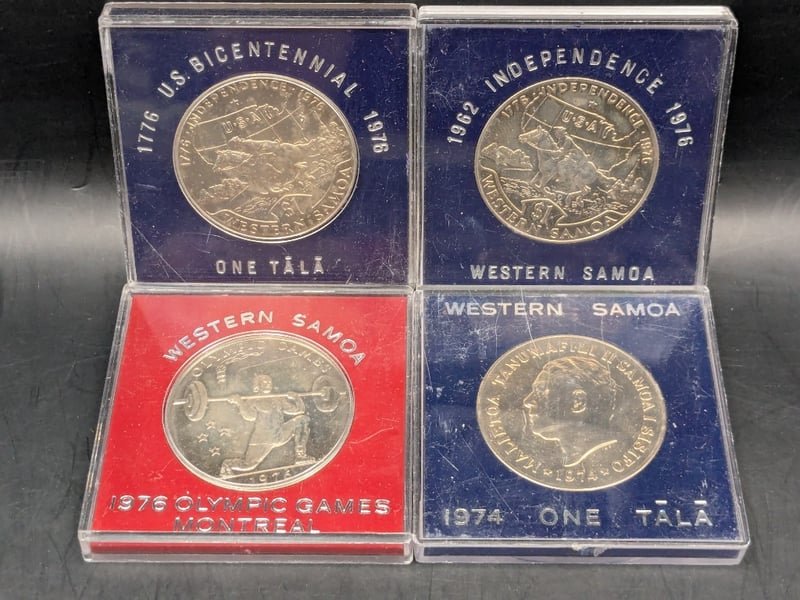 1776 U.S. BICENTENNIAL 1976
1776 · INDEPENDENCE · 1976
U·S·A
$1
WESTERN SAMOA
ONE TĀLĀ
1962 INDEPENDENCE 1976
1776 · INDEPENDENCE · 1976
U·S·A
$1
WESTERN SAMOA
WESTERN SAMOA
WESTERN SAMOA
GAMES
1976
1976 OLYMPIC GAMES
MONTREAL
WESTERN SAMOA
MALIETOA TANUMAFILI II SAMOA I SISIFO
1974
1974 ONE TĀLĀ